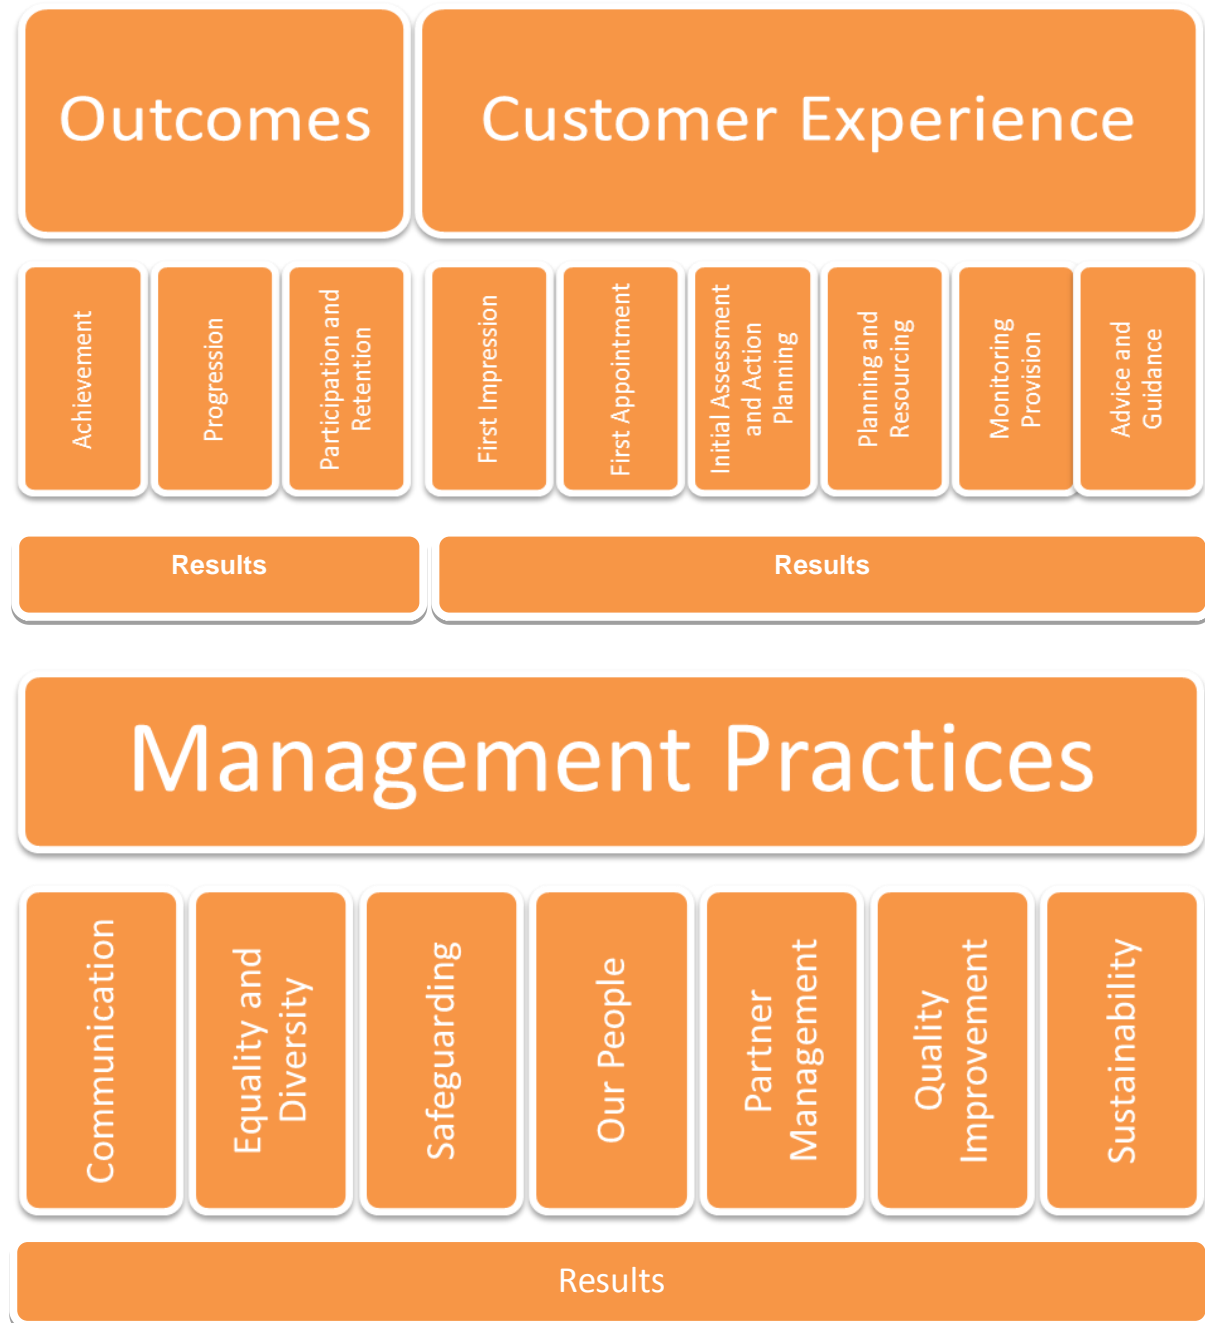 Outcomes
Customer Experience
Achievement
Progression
Participation and
Retention
First Impression
First Appointment
Initial Assessment
and Action
Planning
Planning and
Resourcing
Monitoring
Provision
Advice and
Guidance
Results
Results
Management Practices
Communication
Equality and
Diversity
Safeguarding
Our People
Partner
Management
Quality
Improvement
Sustainability
Results